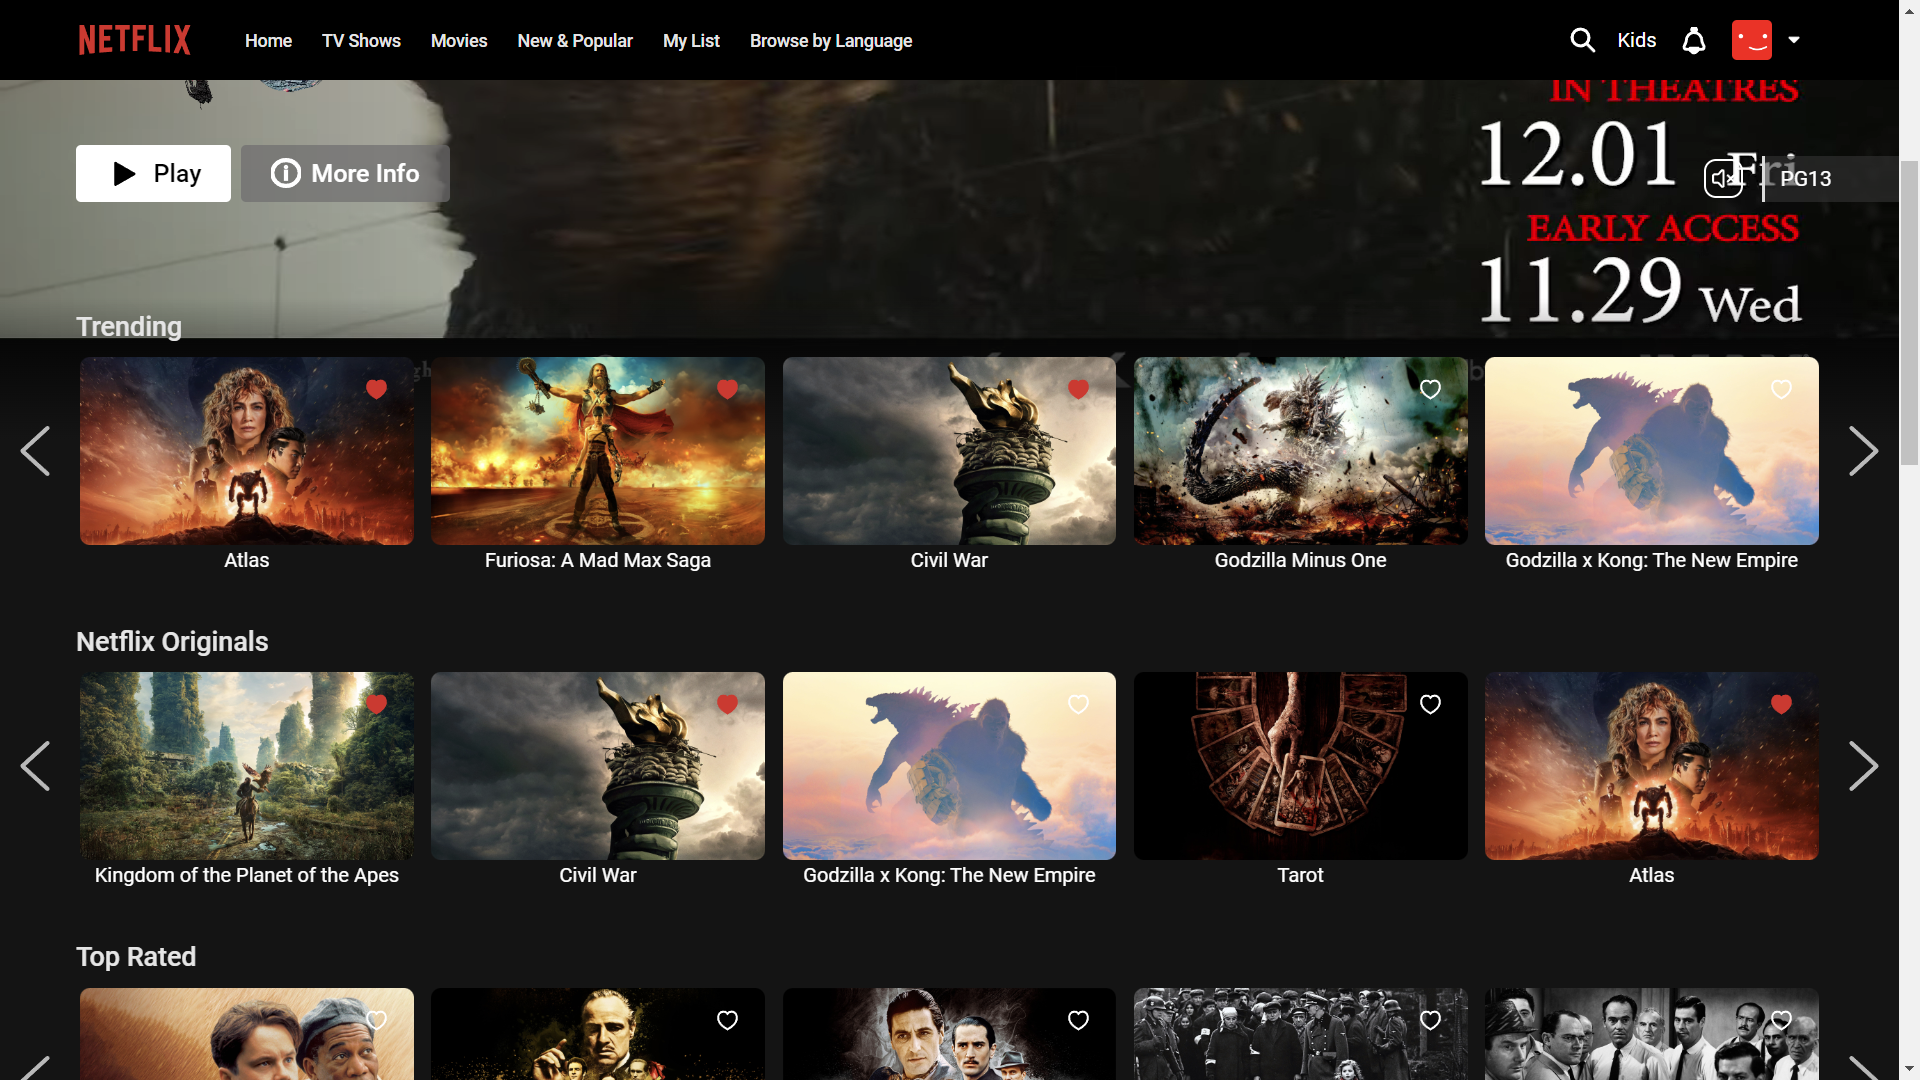 NETFLIX
Home
TV Shows
Movies
New & Popular
My List
Browse by Language
Kids
IN THEATRES
12.01 Fri
PG13
EARLY ACCESS
11.29 Wed
Play
More Info
Trending
Atlas
Furiosa: A Mad Max Saga
Civil War
Godzilla Minus One
Godzilla x Kong: The New Empire
Netflix Originals
Kingdom of the Planet of the Apes
Civil War
Godzilla x Kong: The New Empire
Tarot
Atlas
Top Rated